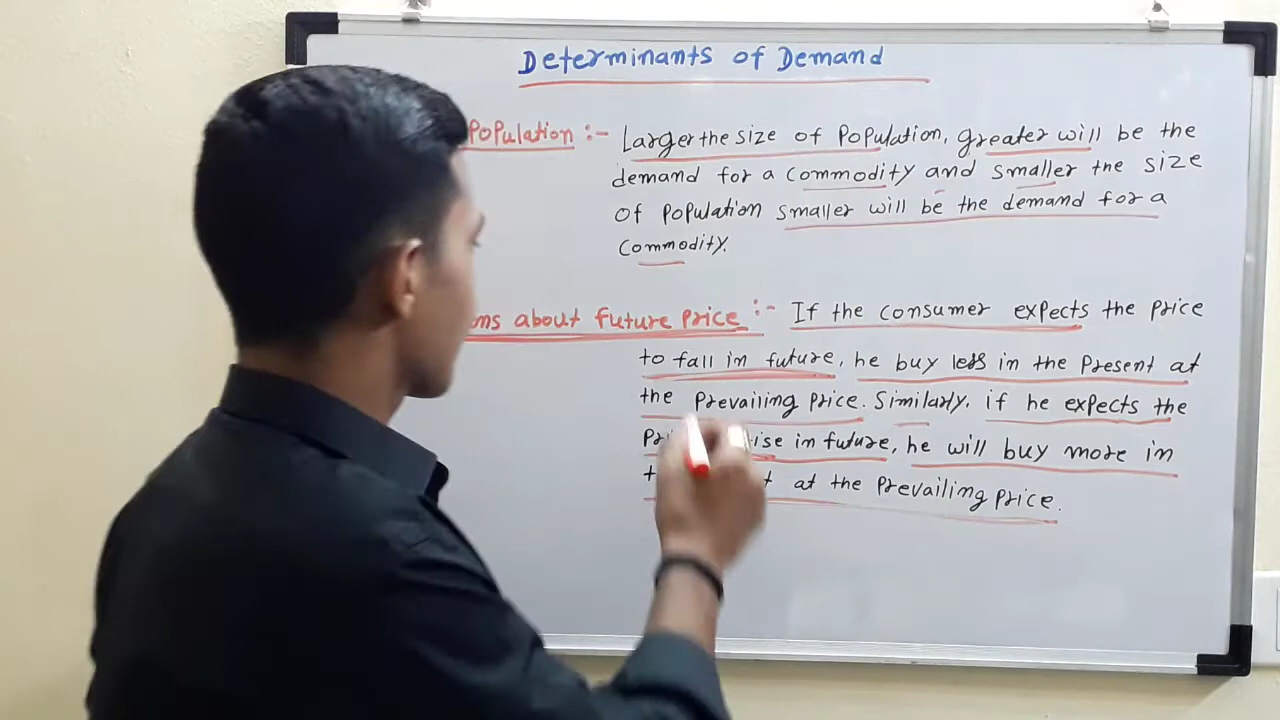 Determinants of Demand
Population :- Larger the size of Population, greater will be the
demand for a Commodity and smaller the size
of Population smaller will be the demand for a
Commodity.
about future Price :- If the consumer expects the Price
to fall in future, he buy less in the Present at
the Prevailing Price. Similarly, if he expects the
in future, he will buy more in
at the Prevailing Price.